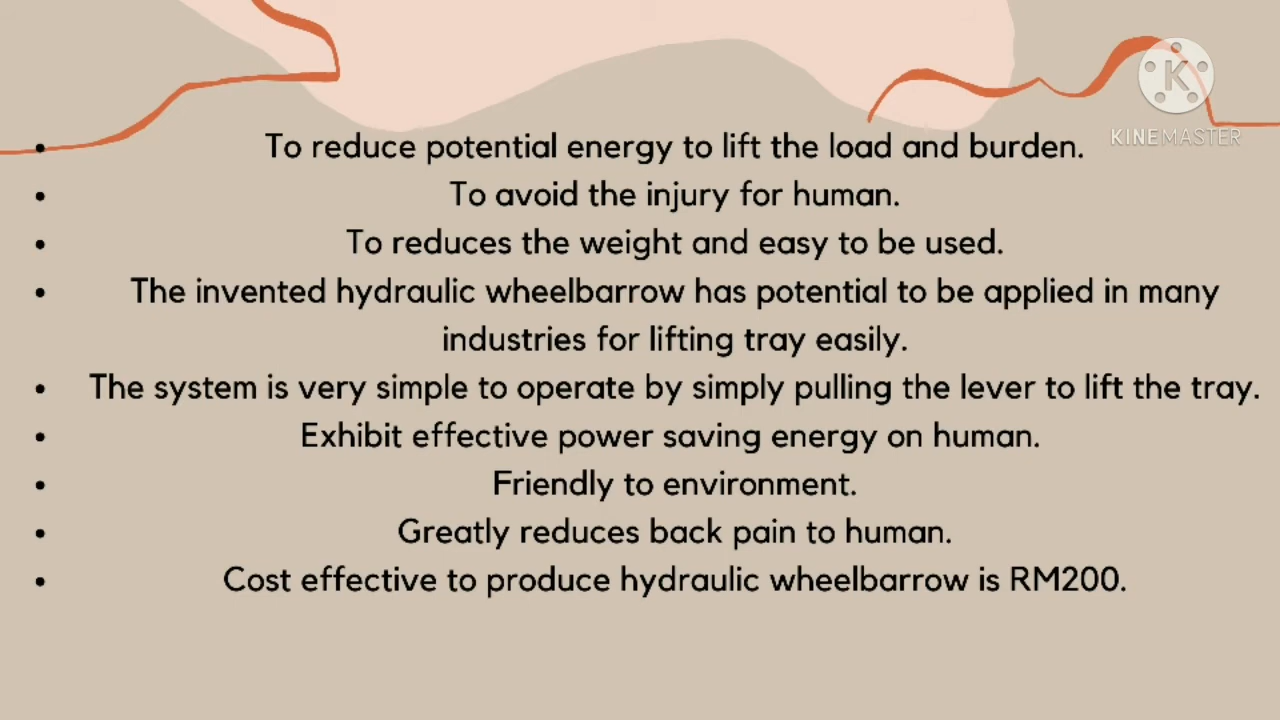 KINEMASTER
• To reduce potential energy to lift the load and burden.
• To avoid the injury for human.
• To reduces the weight and easy to be used.
• The invented hydraulic wheelbarrow has potential to be applied in many
industries for lifting tray easily.
• The system is very simple to operate by simply pulling the lever to lift the tray.
• Exhibit effective power saving energy on human.
• Friendly to environment.
• Greatly reduces back pain to human.
• Cost effective to produce hydraulic wheelbarrow is RM200.